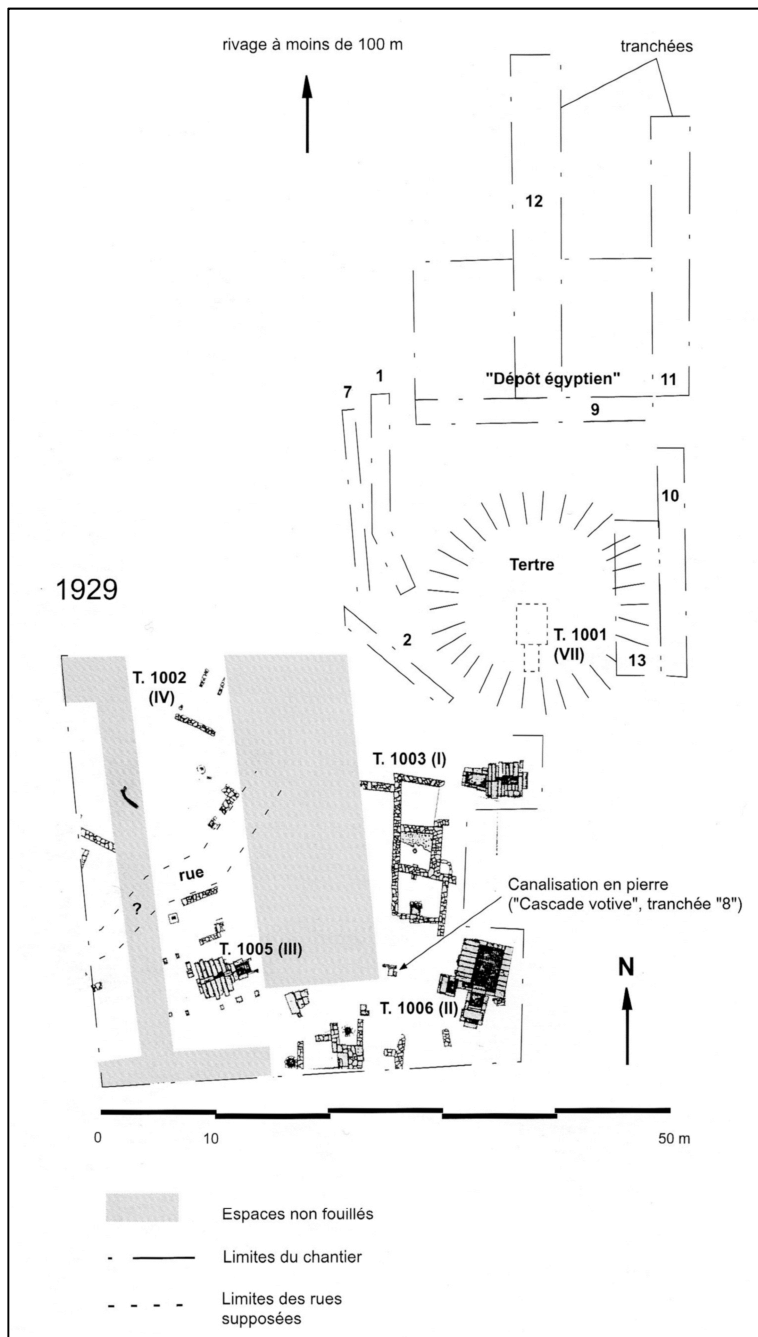 rivage à moins de 100 m
tranchées
12
"Dépôt égyptien"
11
1
7
9
10
Tertre
1929
T. 1001
(VII)
2
13
T. 1002
(IV)
T. 1003 (I)
rue
Canalisation en pierre
("Cascade votive", tranchée "8")
?
T. 1005 (III)
N
T. 1006 (II)
0
10
50 m
Espaces non fouillés
Limites du chantier
Limites des rues
supposées